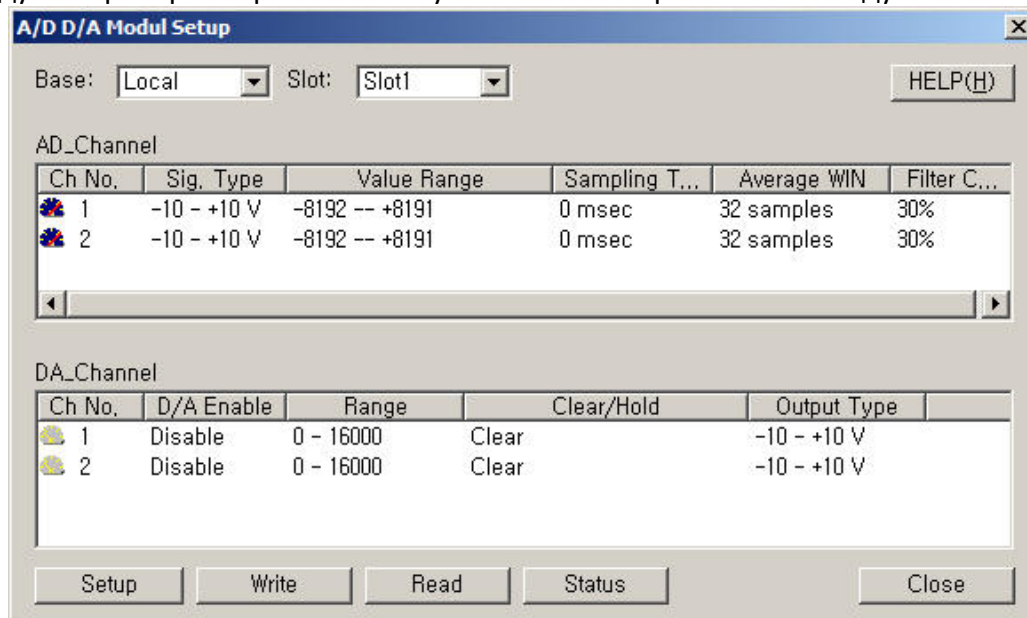 A/D D/A Modul Setup
Base: Local Slot: Slot1 HELP(H)
AD_Channel
Ch No, Sig, Type Value Range Sampling T... Average WIN Filter C...
1 -10 - +10 V -8192 -- +8191 0 msec 32 samples 30%
2 -10 - +10 V -8192 -- +8191 0 msec 32 samples 30%
DA_Channel
Ch No, D/A Enable Range Clear/Hold Output Type
1 Disable 0 - 16000 Clear -10 - +10 V
2 Disable 0 - 16000 Clear -10 - +10 V
Setup Write Read Status Close